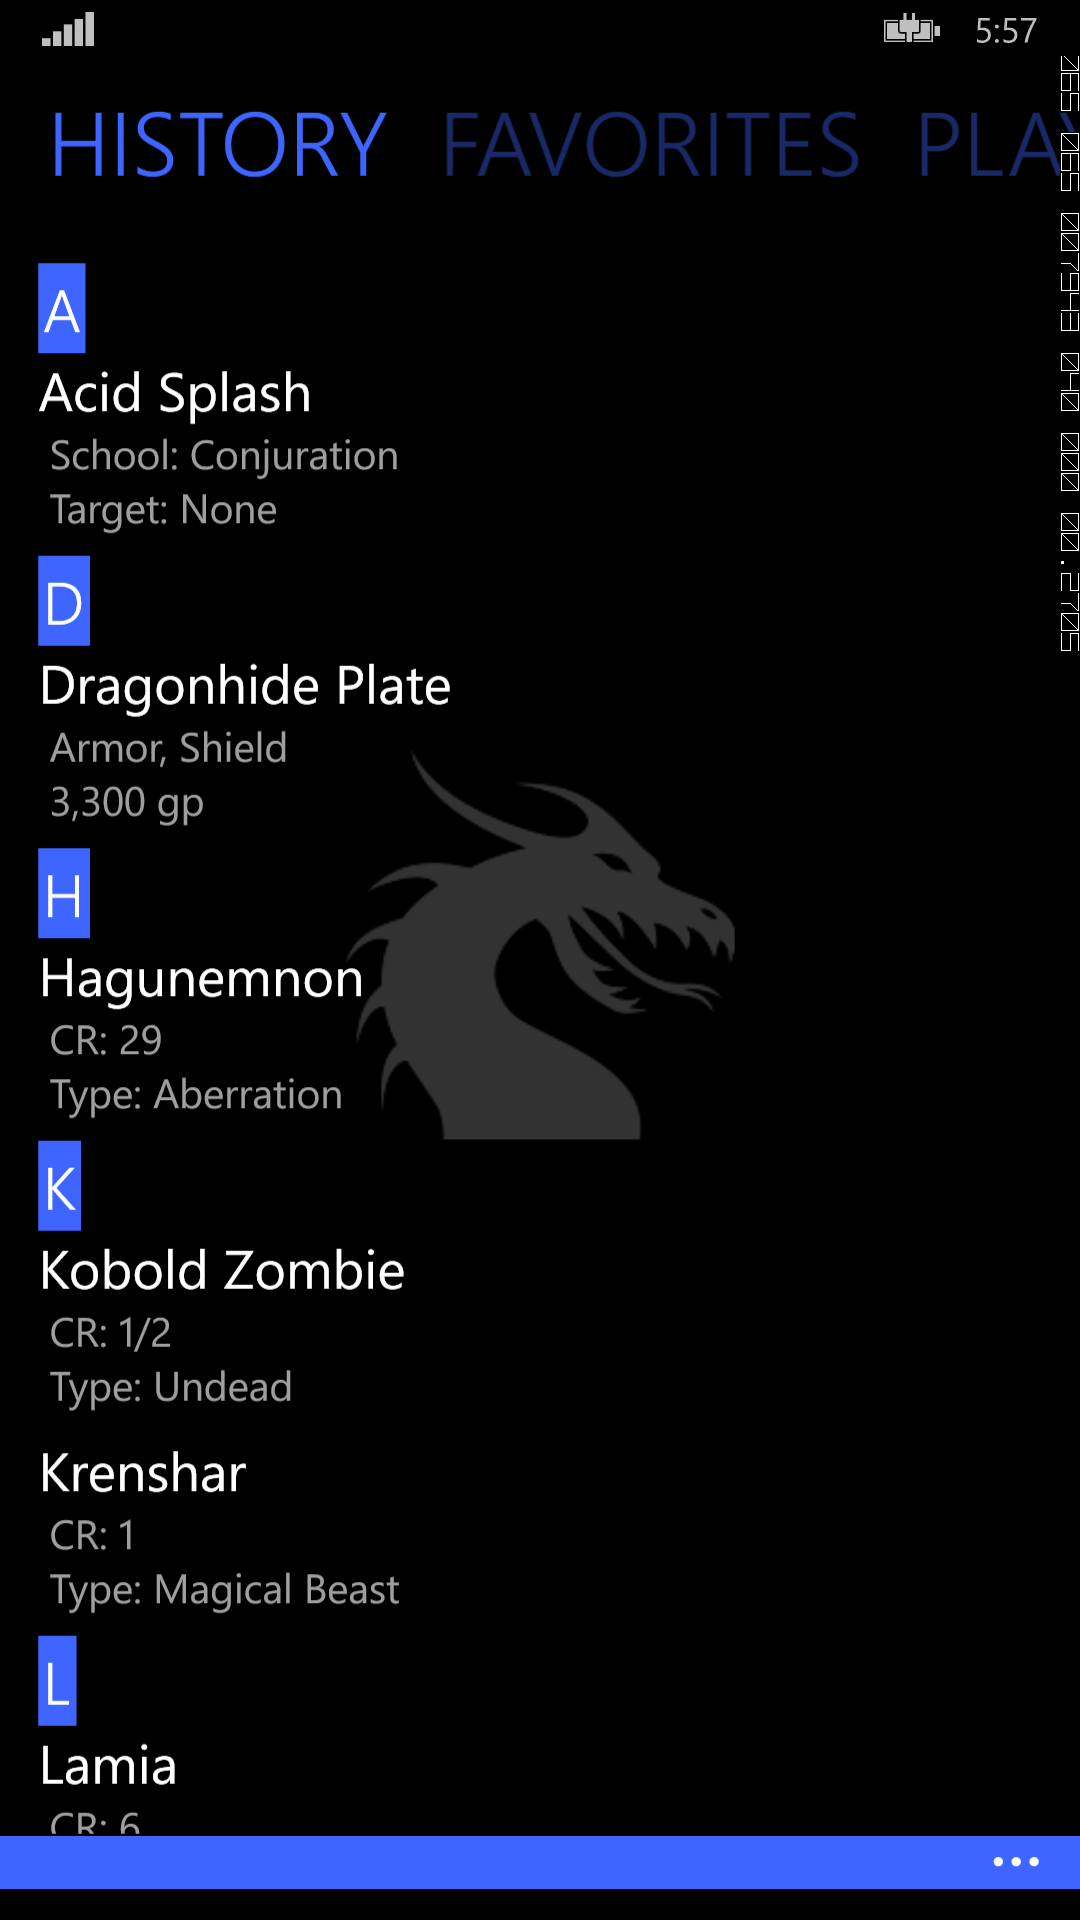 5:57
HISTORY FAVORITES PLAY
A
Acid Splash
School: Conjuration
Target: None
D
Dragonhide Plate
Armor, Shield
3,300 gp
H
Hagunemnon
CR: 29
Type: Aberration
K
Kobold Zombie
CR: 1/2
Type: Undead
Krenshar
CR: 1
Type: Magical Beast
L
Lamia
CR: 6